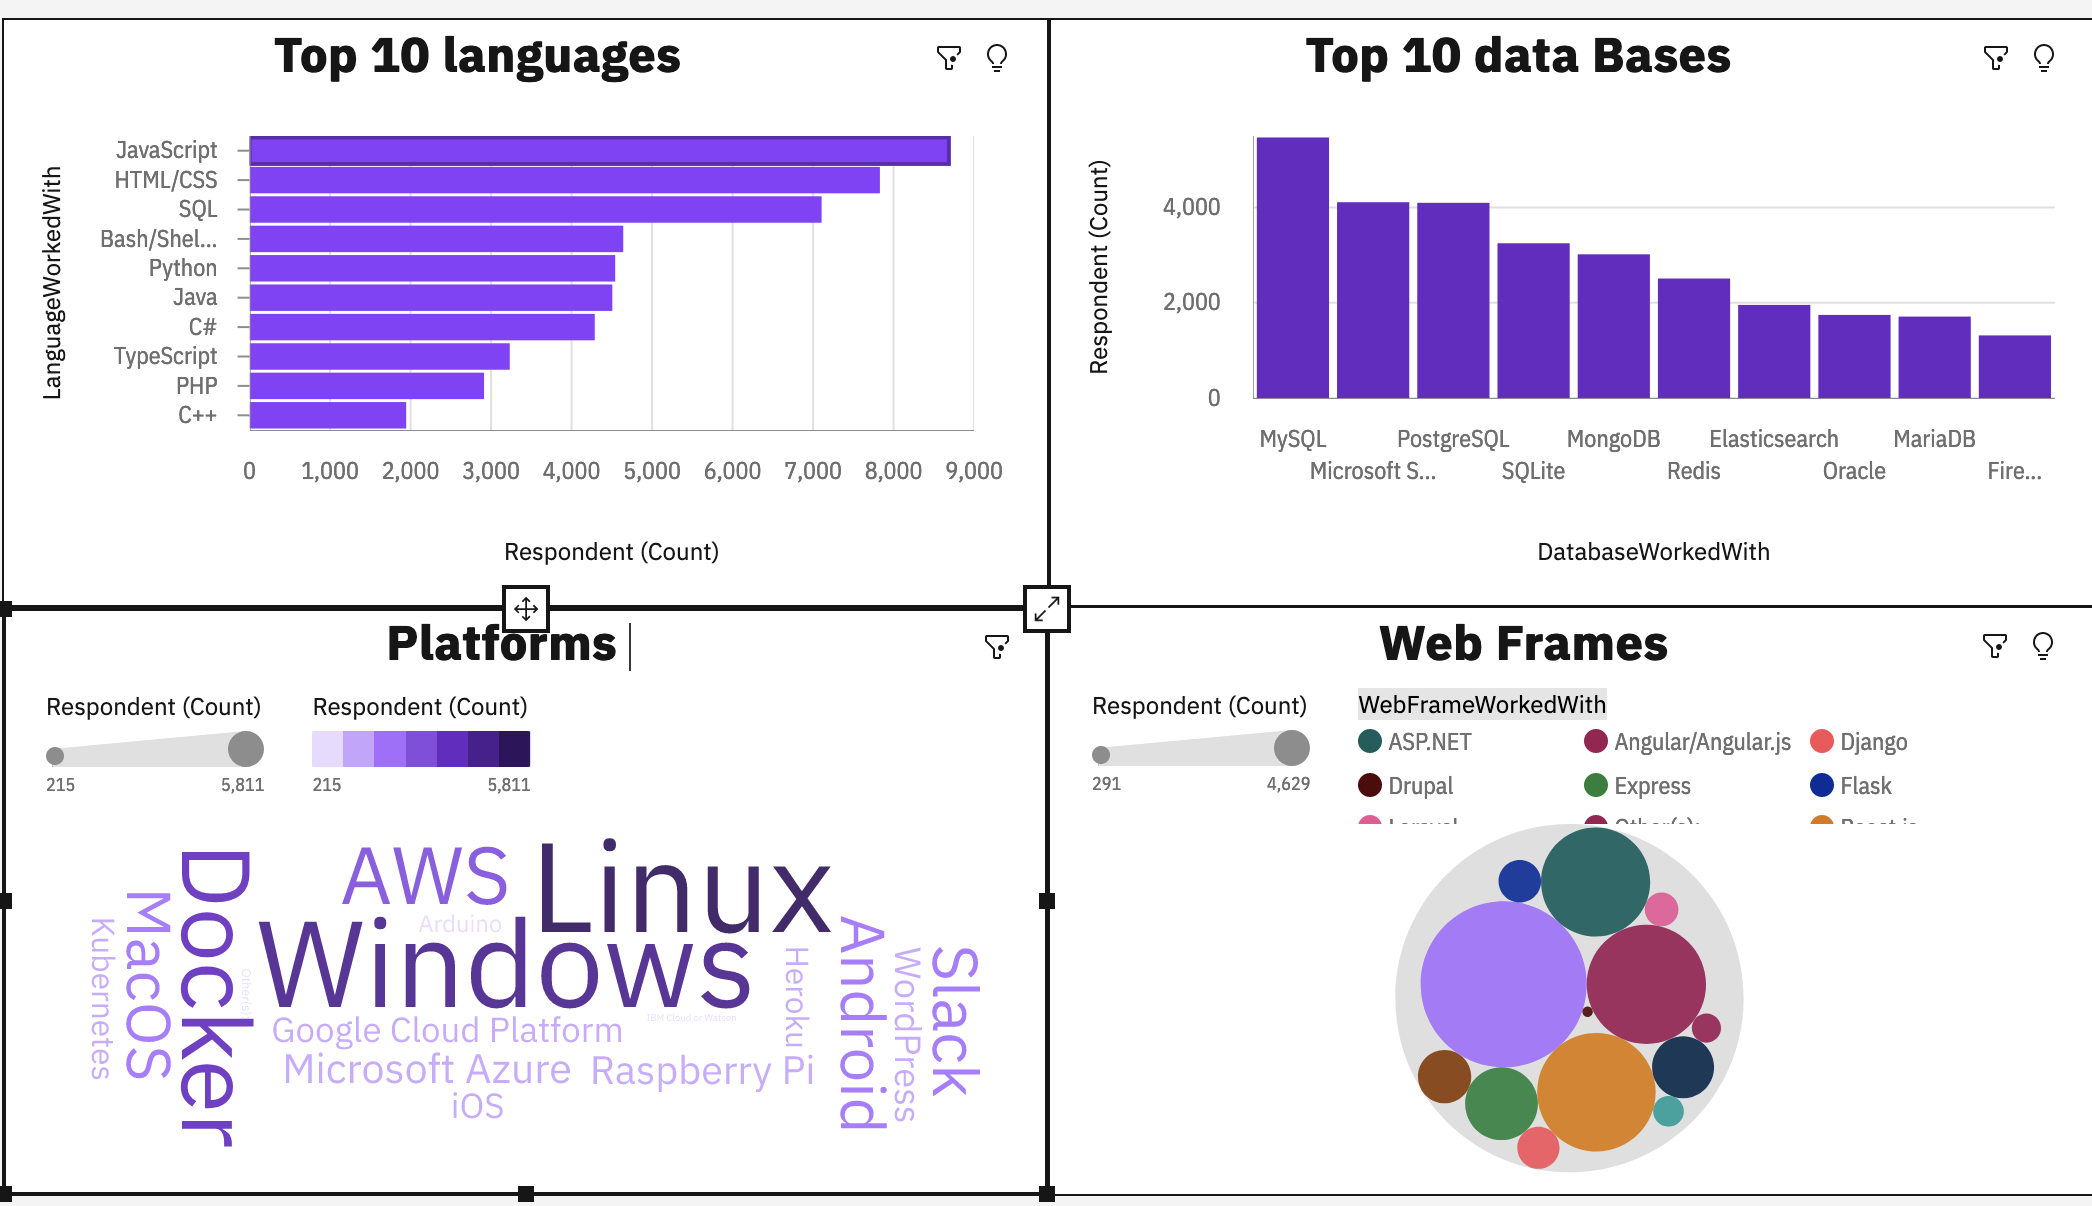 Top 10 languages
LanguageWorkedWith
JavaScript
HTML/CSS
SQL
Bash/Shel...
Python
Java
C#
TypeScript
PHP
C++
0 1,000 2,000 3,000 4,000 5,000 6,000 7,000 8,000 9,000
Respondent (Count)
Top 10 data Bases
Respondent (Count)
4,000
2,000
0
MySQL PostgreSQL MongoDB Elasticsearch MariaDB
Microsoft S... SQLite Redis Oracle Fire...
DatabaseWorkedWith
Platforms
Respondent (Count) Respondent (Count)
215 5,811 215 5,811
Kubernetes
MacOS
Docker
Other(s):
AWS
Linux
Arduino
Windows
IBM Cloud or Watson
Google Cloud Platform
Microsoft Azure
Raspberry Pi
iOS
Heroku
Android
WordPress
Slack
Web Frames
Respondent (Count)
291 4,629
WebFrameWorkedWith
ASP.NET Angular/Angular.js Django
Drupal Express Flask